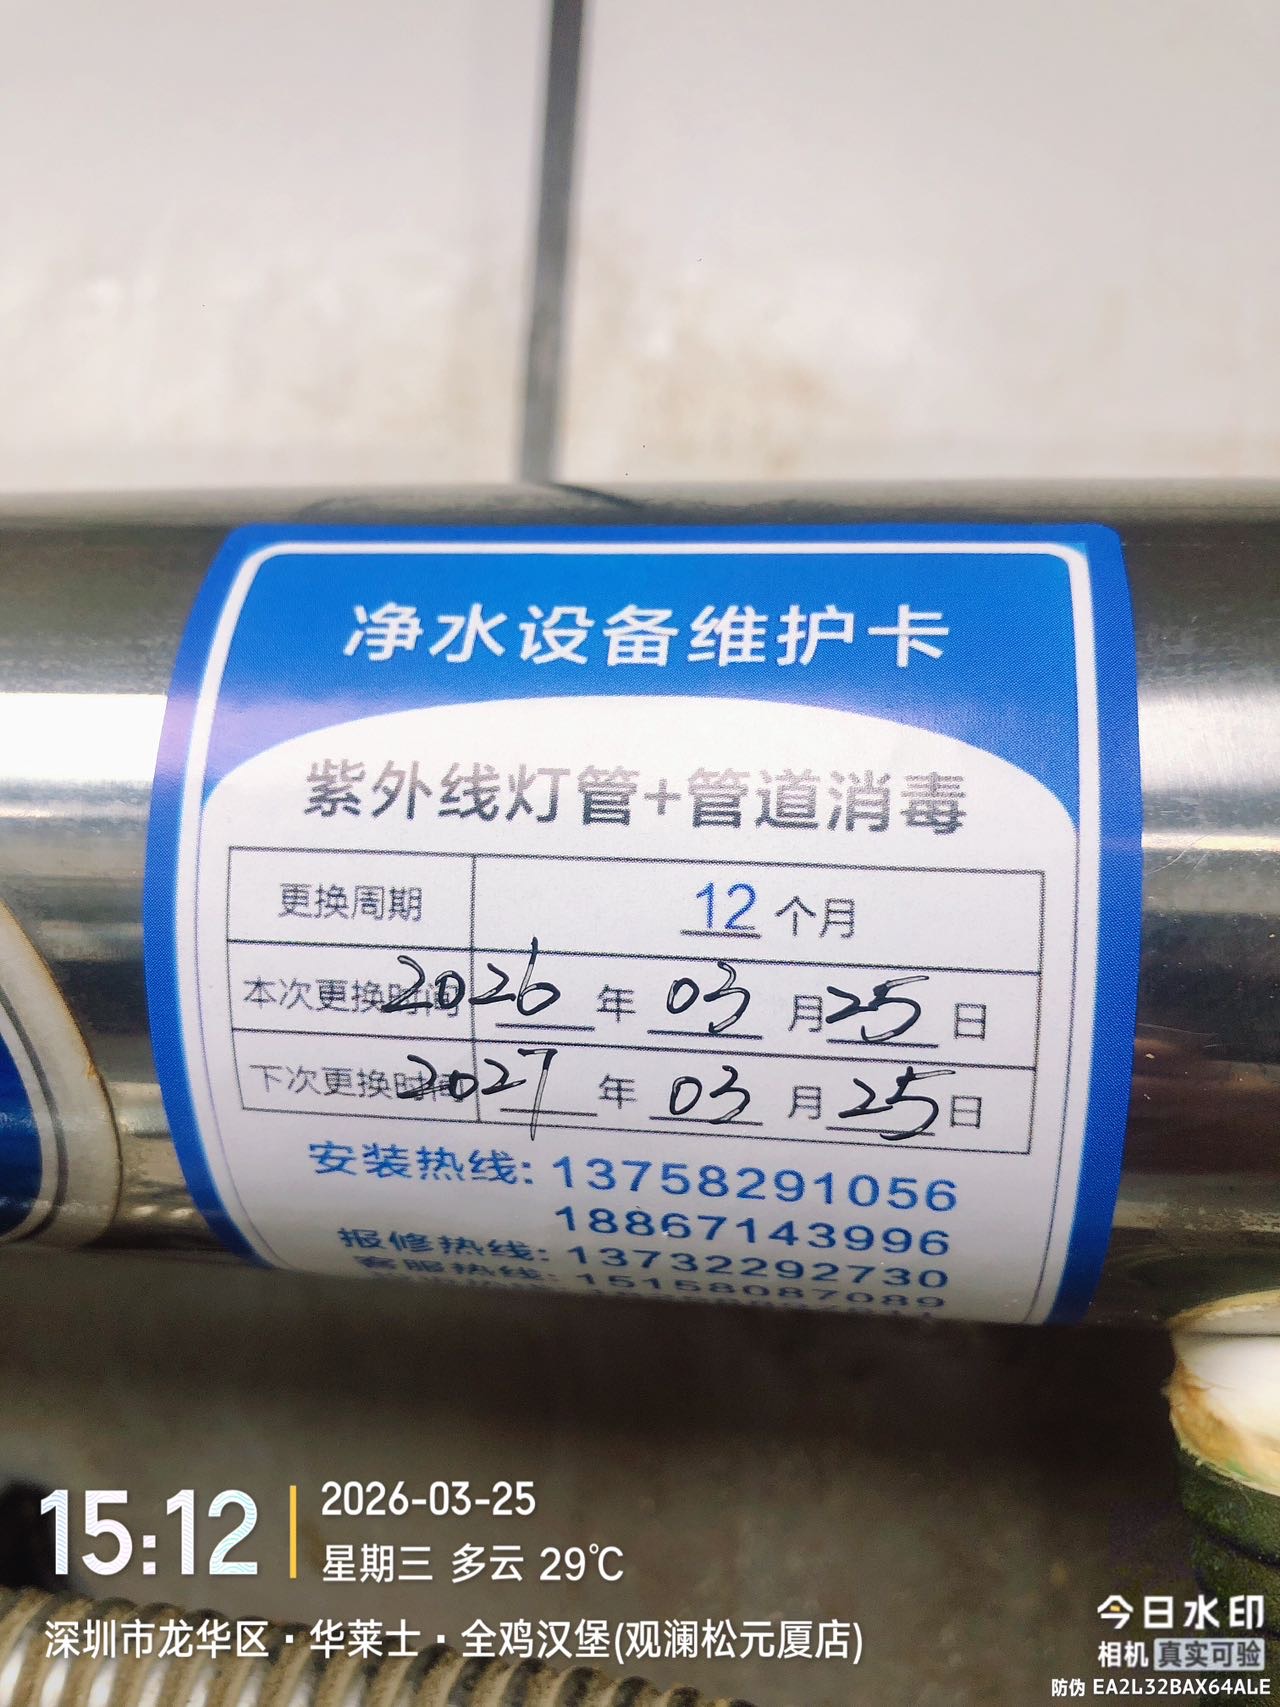 净水设备维护卡
紫外线灯管+管道消毒
更换周期 12 个月
本次更换时间 2026 年 03 月 25 日
下次更换时间 2027 年 03 月 25 日
安装热线: 13758291056
18867143996
报修热线: 13732292730
客服热线: 15158087089
15:12
2026-03-25
星期三 多云 29℃
深圳市龙华区·华莱士·全鸡汉堡(观澜松元厦店)
今日水印
相机 真实可验
防伪 EA2L32BAX64ALE